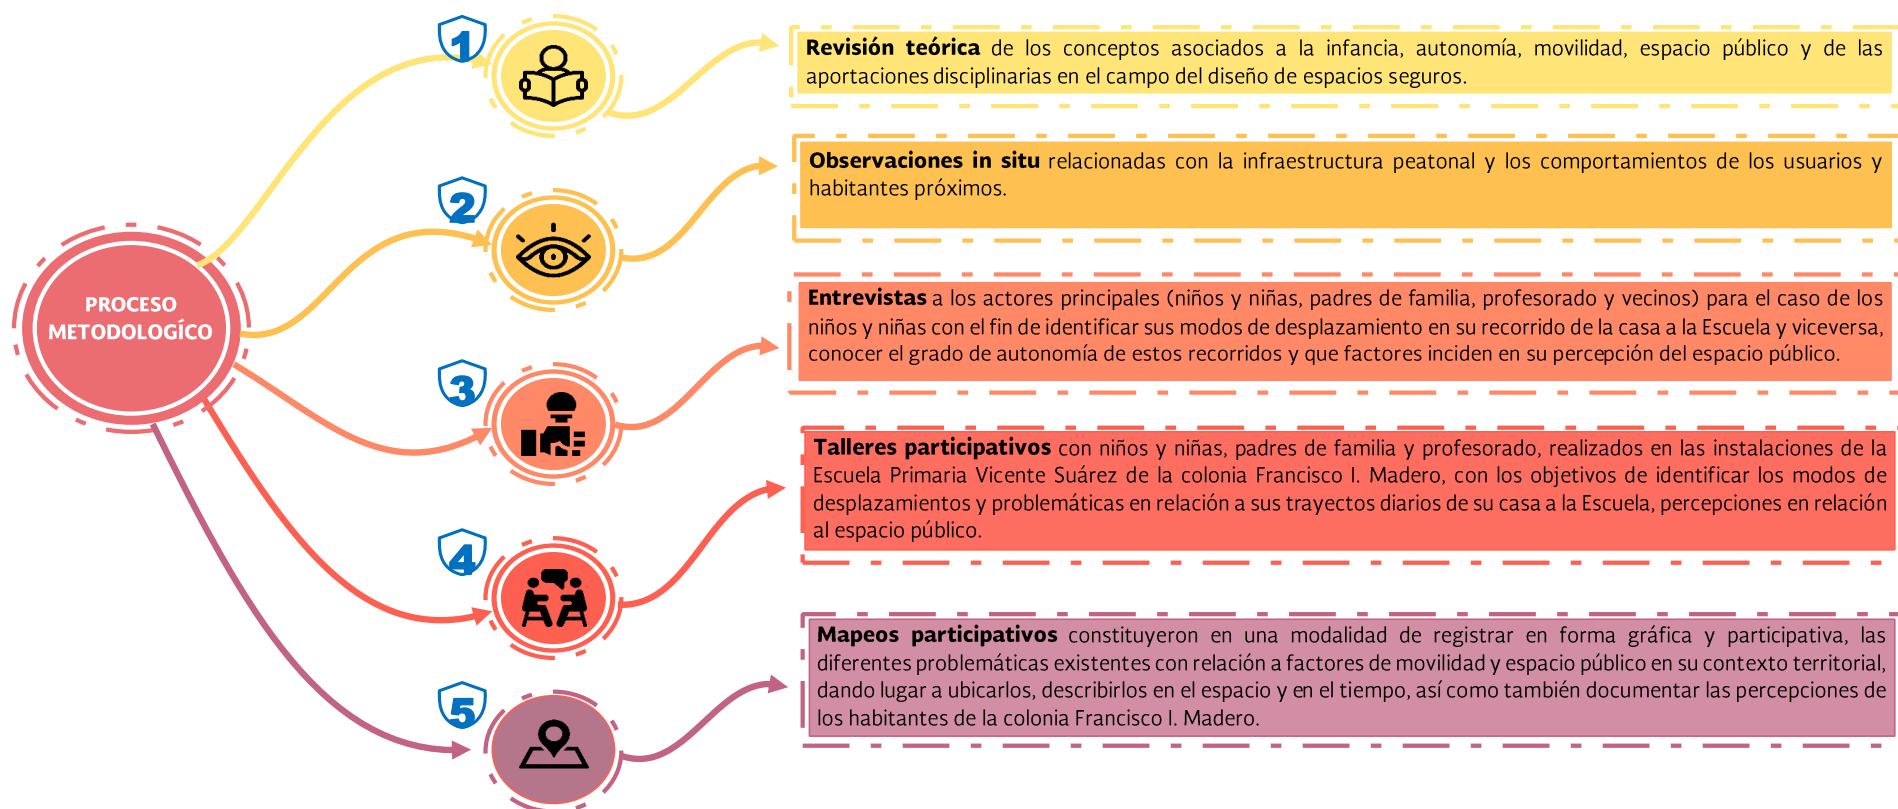 PROCESO
METODOLOGÍCO
1
Revisión teórica de los conceptos asociados a la infancia, autonomía, movilidad, espacio público y de las
aportaciones disciplinarias en el campo del diseño de espacios seguros.
2
Observaciones in situ relacionadas con la infraestructura peatonal y los comportamientos de los usuarios y
habitantes próximos.
3
Entrevistas a los actores principales (niños y niñas, padres de familia, profesorado y vecinos) para el caso de los
niños y niñas con el fin de identificar sus modos de desplazamiento en su recorrido de la casa a la Escuela y viceversa,
conocer el grado de autonomía de estos recorridos y que factores inciden en su percepción del espacio público.
4
Talleres participativos con niños y niñas, padres de familia y profesorado, realizados en las instalaciones de la
Escuela Primaria Vicente Suárez de la colonia Francisco I. Madero, con los objetivos de identificar los modos de
desplazamientos y problemáticas en relación a sus trayectos diarios de su casa a la Escuela, percepciones en relación
al espacio público.
5
Mapeos participativos constituyeron en una modalidad de registrar en forma gráfica y participativa, las
diferentes problemáticas existentes con relación a factores de movilidad y espacio público en su contexto territorial,
dando lugar a ubicarlos, describirlos en el espacio y en el tiempo, así como también documentar las percepciones de
los habitantes de la colonia Francisco I. Madero.